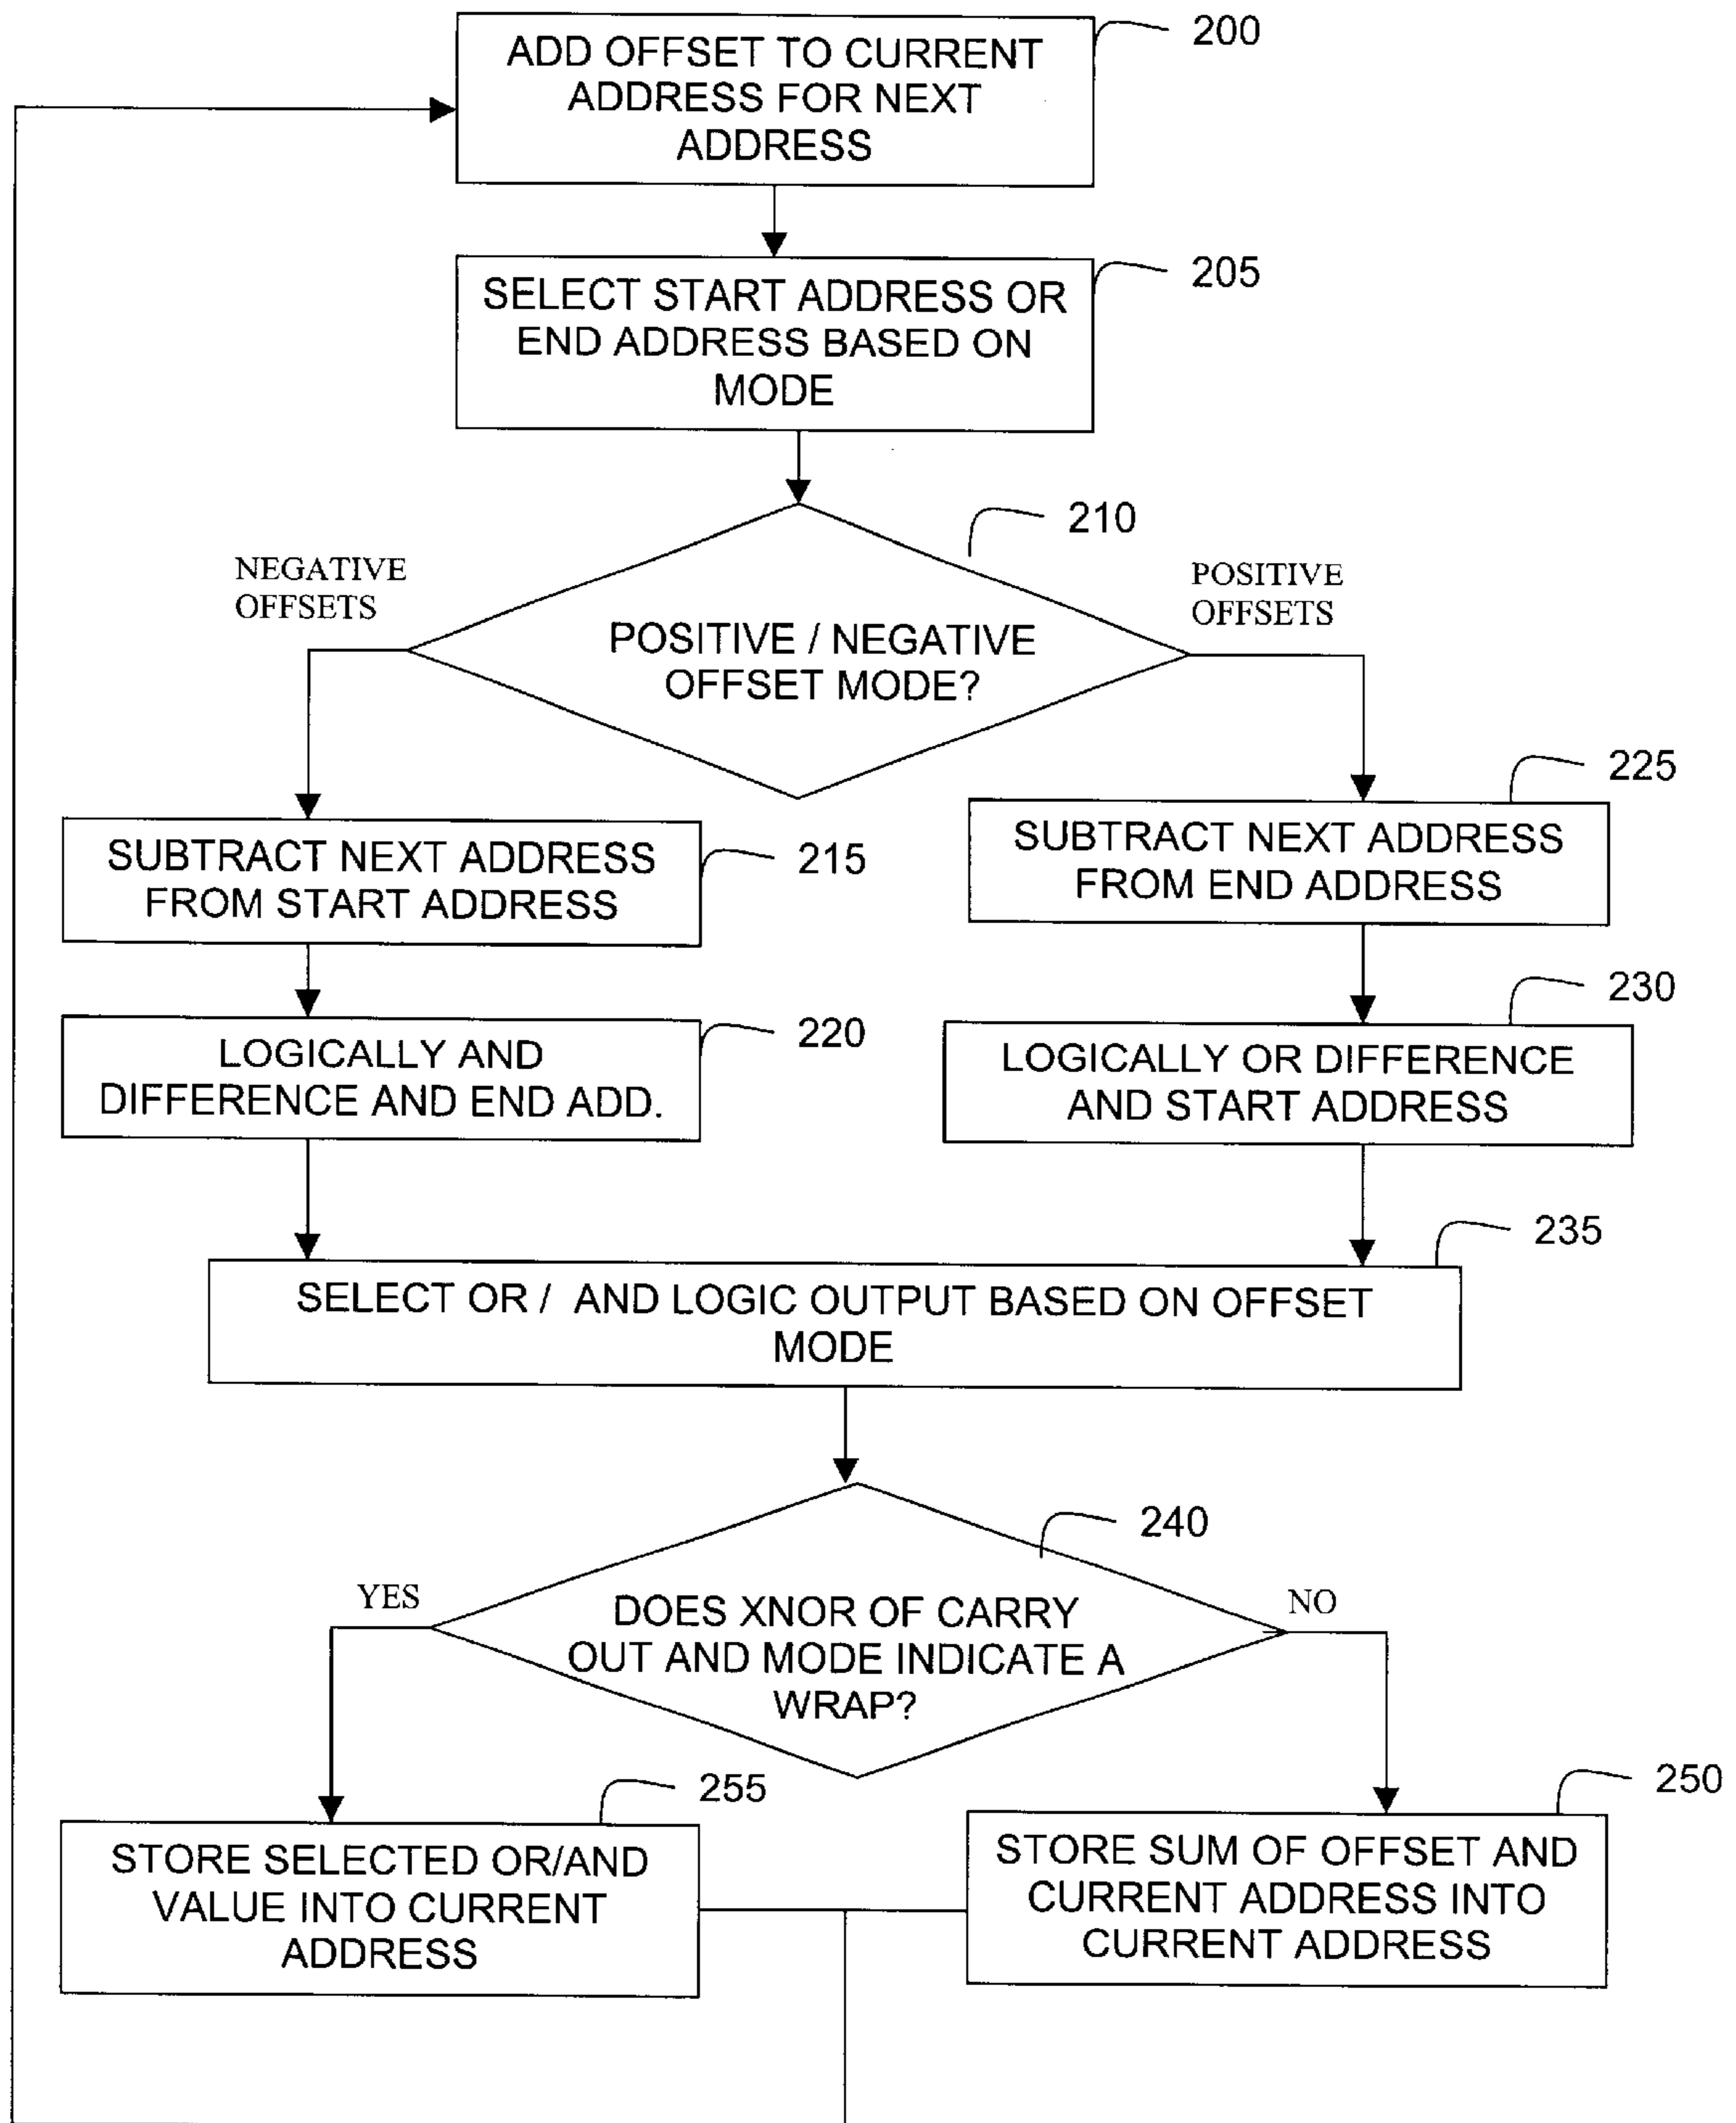 200
ADD OFFSET TO CURRENT
ADDRESS FOR NEXT
ADDRESS
205
SELECT START ADDRESS OR
END ADDRESS BASED ON
MODE
210
NEGATIVE
OFFSETS
POSITIVE
OFFSETS
POSITIVE / NEGATIVE
OFFSET MODE?
225
SUBTRACT NEXT ADDRESS
FROM START ADDRESS
215
SUBTRACT NEXT ADDRESS
FROM END ADDRESS
230
LOGICALLY AND
DIFFERENCE AND END ADD.
220
LOGICALLY OR DIFFERENCE
AND START ADDRESS
235
SELECT OR / AND LOGIC OUTPUT BASED ON OFFSET
MODE
240
YES
NO
DOES XNOR OF CARRY
OUT AND MODE INDICATE A
WRAP?
255
250
STORE SELECTED OR/AND
VALUE INTO CURRENT
ADDRESS
STORE SUM OF OFFSET AND
CURRENT ADDRESS INTO
CURRENT ADDRESS